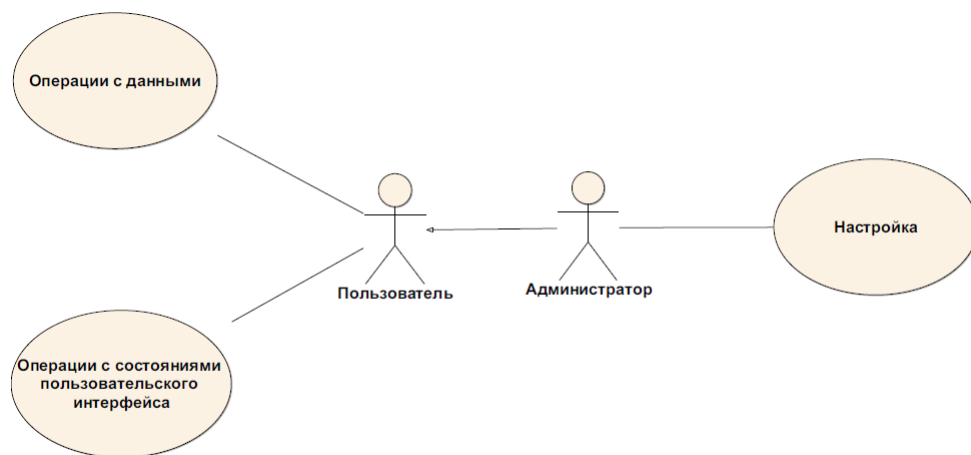 Операции с данными
Пользователь
Администратор
Настройка
Операции с состояниями
пользовательского
интерфейса